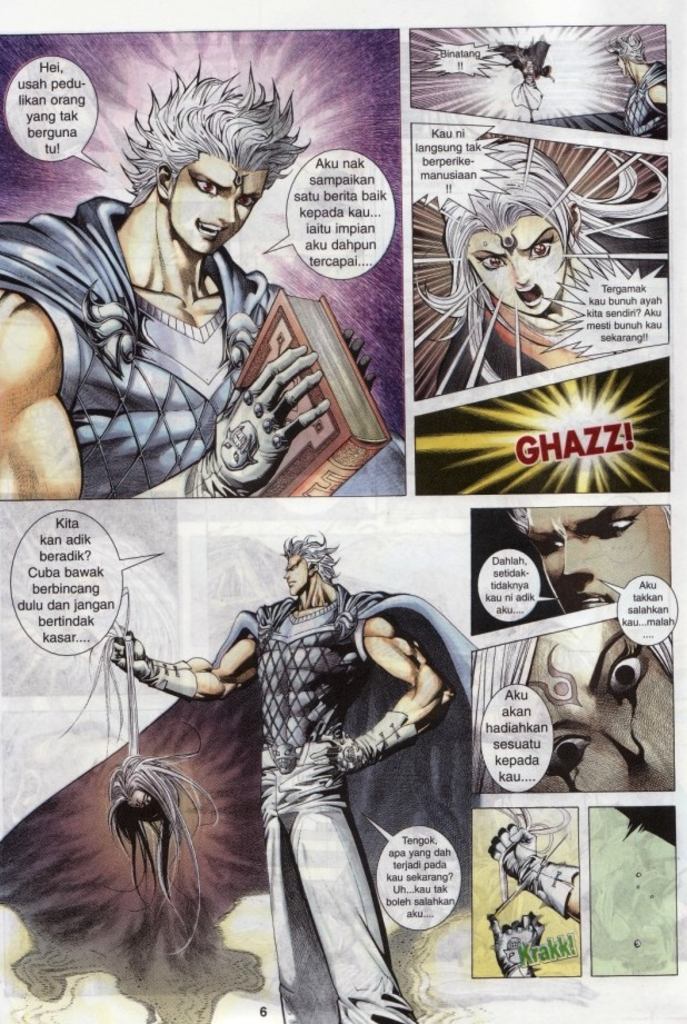 Hei,
usah pedu-
likan orang
yang tak
berguna
tu!
Aku nak
sampaikan
satu berita baik
kepada kau...
iaitu impian
aku dahpun
tercapai....
Binatang
!!
Kau ni
langsung tak
berperike-
manusiaan
!!
Tergamak
kau bunuh ayah
kita sendiri? Aku
mesti bunuh kau
sekarang!!
GHAZZ!
Kita
kan adik
beradik?
Cuba bawak
berbincang
dulu dan jangan
bertindak
kasar....
Tengok,
apa yang dah
terjadi pada
kau sekarang?
Uh...kau tak
boleh salahkan
aku....
Dahlah,
setidak-
tidaknya
kau ni adik
aku....
Aku
takkan
salahkan
kau...malah
....
Aku
akan
hadiahkan
sesuatu
kepada
kau....
Krakk!
6